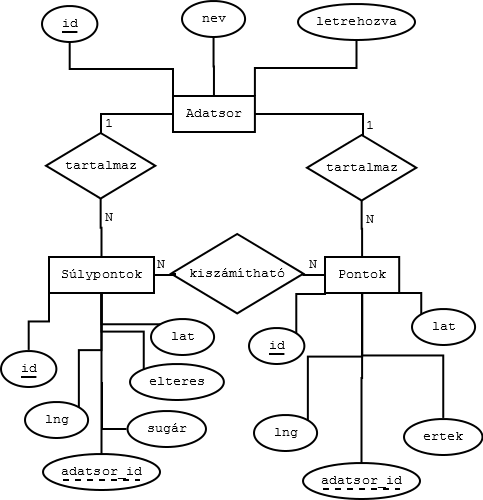 id
nev
letrehozva
Adatsor
1
1
tartalmaz
tartalmaz
N
N
Súlypontok
N
kiszámítható
N
Pontok
lat
id
lat
id
elteres
lng
sugár
lng
ertek
adatsor_id
adatsor_id